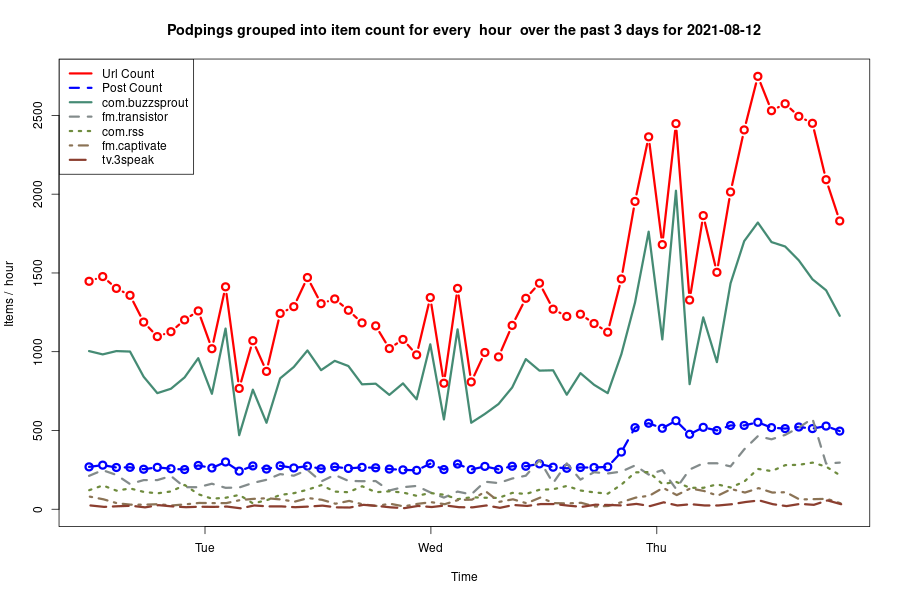 Podpings grouped into item count for every  hour  over the past 3 days for 2021-08-12
Url Count
Post Count
com.buzzsprout
fm.transistor
com.rss
fm.captivate
tv.3speak
2500
2000
1500
1000
500
0
Items /  hour
Tue
Wed
Thu
Time